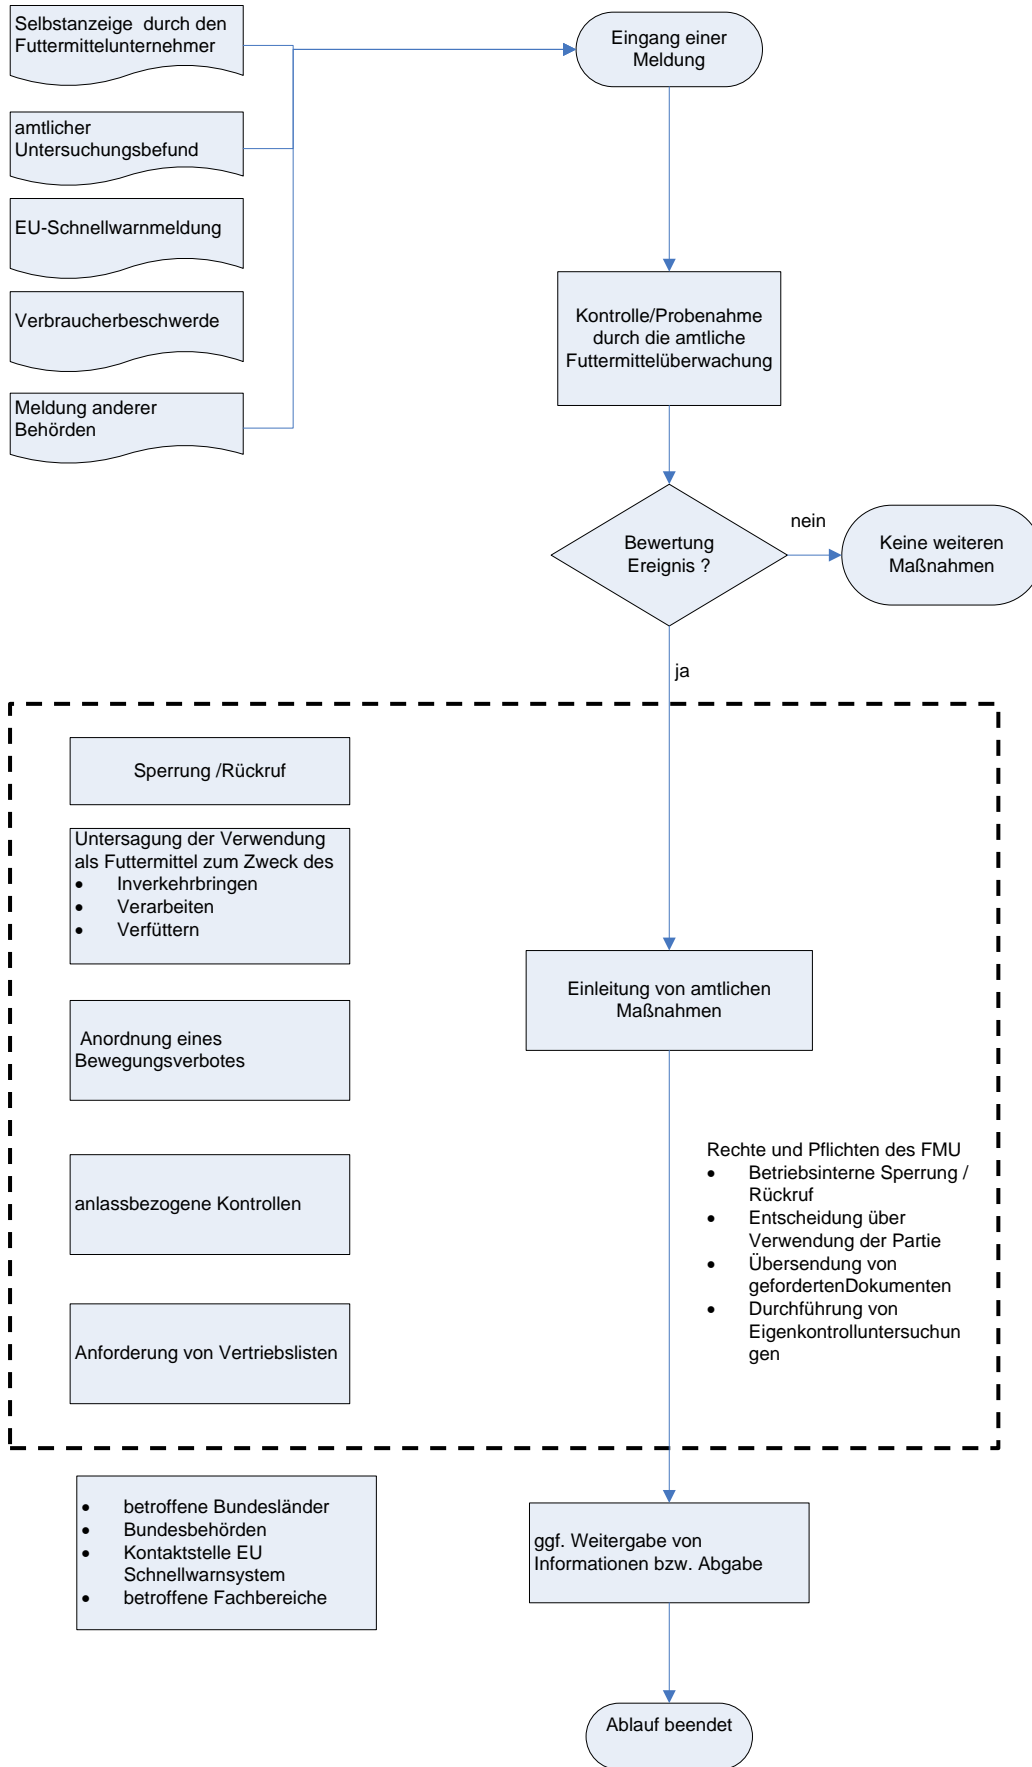 Selbstanzeige durch den
Futtermittelunternehmer
Eingang einer
Meldung
amtlicher
Untersuchungsbefund
EU-Schnellwarnmeldung
Verbraucherbeschwerde
Meldung anderer
Behörden
Kontrolle/Probenahme
durch die amtliche
Futtermittelüberwachung
Bewertung
Ereignis ?
nein
Keine weiteren
Maßnahmen
ja
Sperrung /Rückruf
Untersagung der Verwendung
als Futtermittel zum Zweck des
• Inverkehrbringen
• Verarbeiten
• Verfüttern
Anordnung eines
Bewegungsverbotes
anlassbezogene Kontrollen
Anforderung von Vertriebslisten
Einleitung von amtlichen
Maßnahmen
Rechte und Pflichten des FMU
• Betriebsinterne Sperrung /
Rückruf
• Entscheidung über
Verwendung der Partie
• Übersendung von
gefordertenDokumenten
• Durchführung von
Eigenkontrolluntersuchun
gen
• betroffene Bundesländer
• Bundesbehörden
• Kontaktstelle EU
Schnellwarnsystem
• betroffene Fachbereiche
ggf. Weitergabe von
Informationen bzw. Abgabe
Ablauf beendet